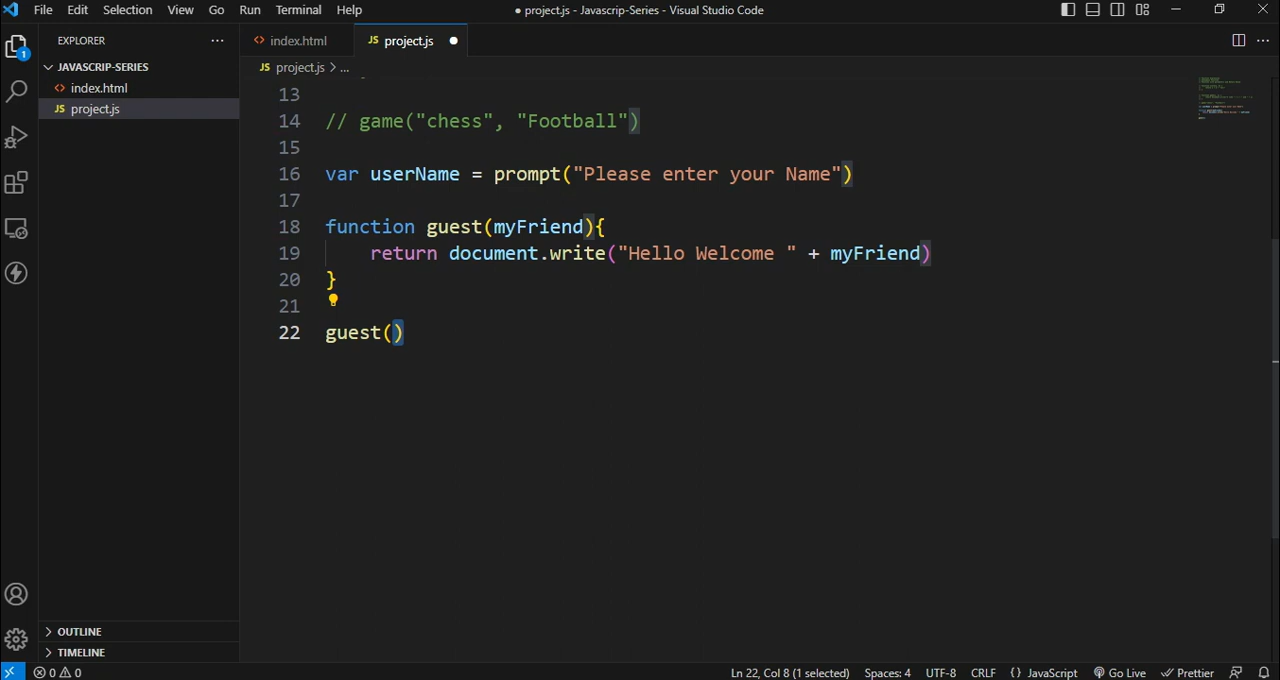 File Edit Selection View Go Run Terminal Help
● project.js - Javascrip-Series - Visual Studio Code
EXPLORER ...
index.html
JS project.js ●
JAVASCRIP-SERIES
JS project.js > ...
index.html
JS project.js
1
13
14 // game("chess", "Football")
15
16 var userName = prompt("Please enter your Name")
17
18 function guest(myFriend){
19 return document.write("Hello Welcome " + myFriend)
20 }
21
22 guest()
OUTLINE
TIMELINE
0 0 Ln 22, Col 8 (1 selected) Spaces: 4 UTF-8 CRLF {} JavaScript Go Live Prettier